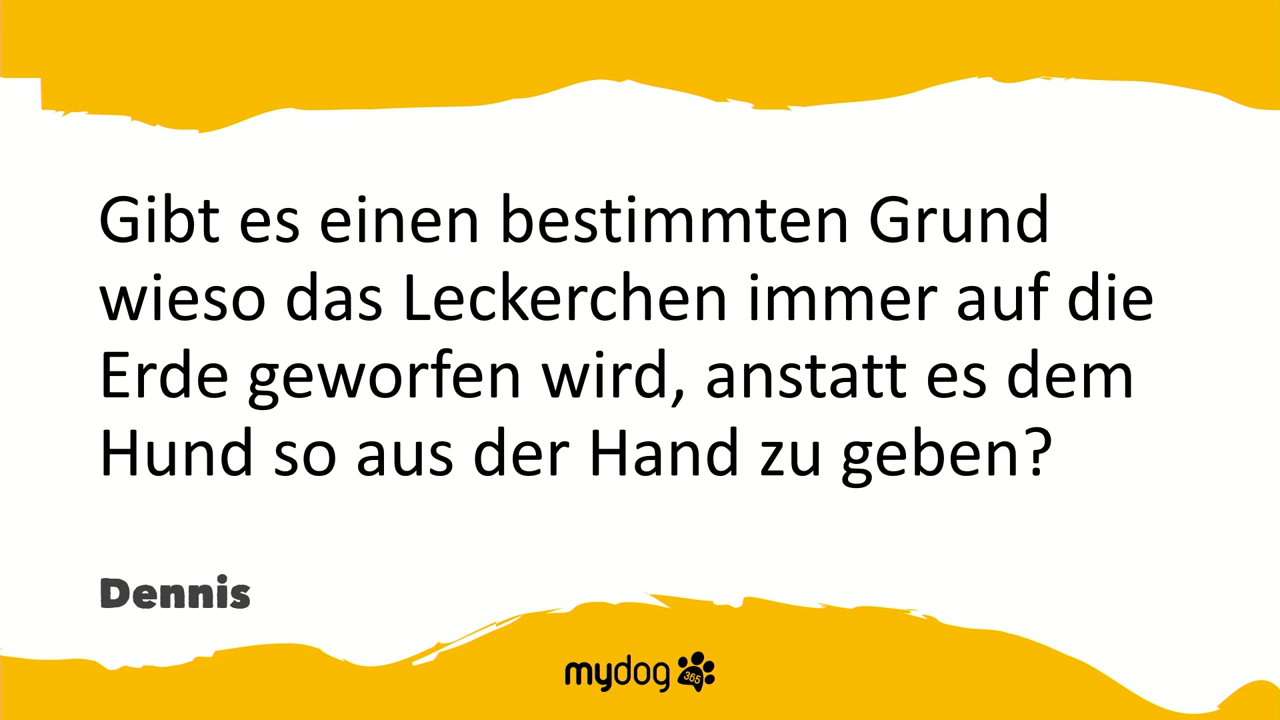 Gibt es einen bestimmten Grund
wieso das Leckerchen immer auf die
Erde geworfen wird, anstatt es dem
Hund so aus der Hand zu geben?
Dennis
mydog 365